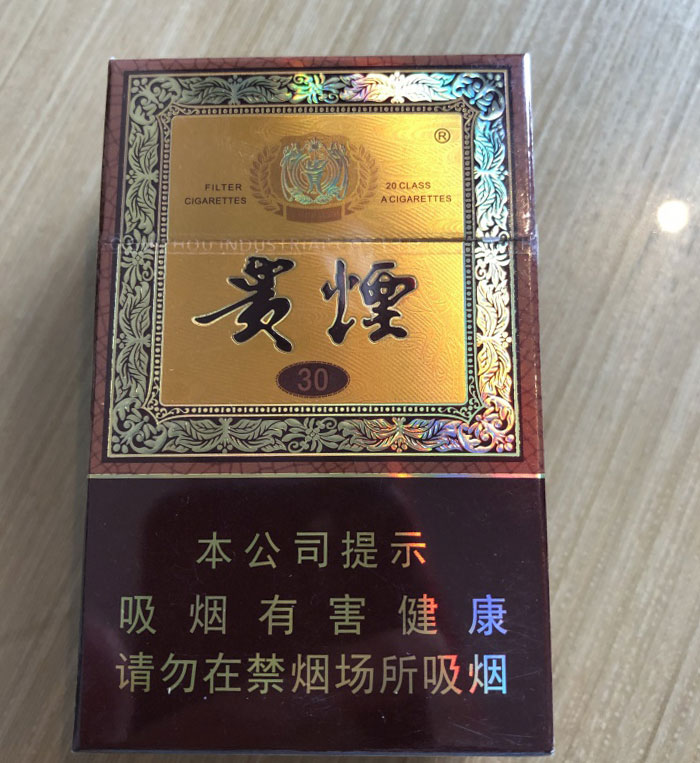 ®
FILTER
CIGARETTES
20 CLASS
A CIGARETTES
貴煙
30
本公司提示
吸烟有害健康
请勿在禁烟场所吸烟